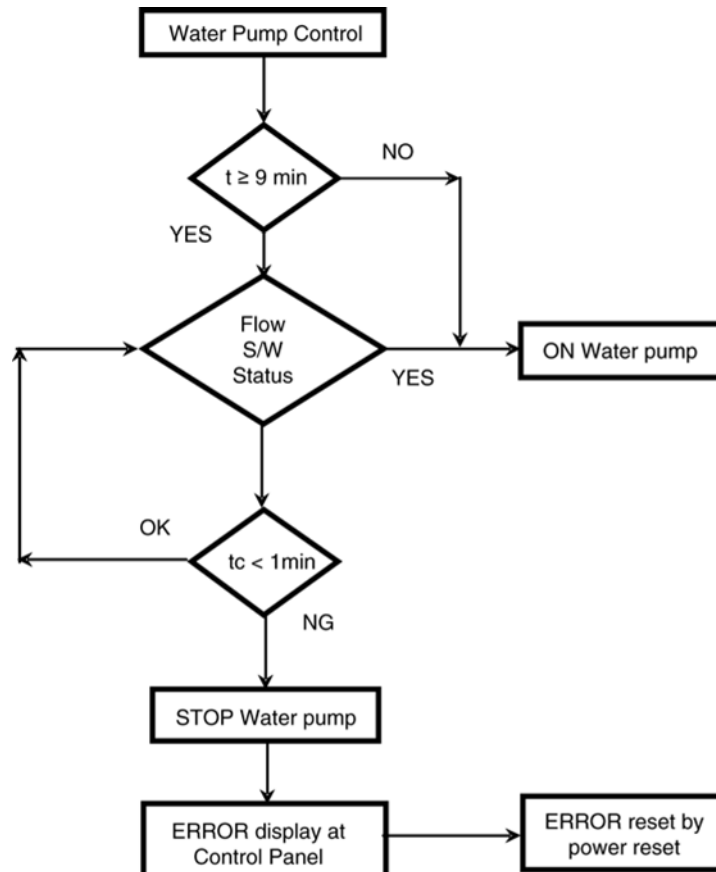 Water Pump Control
t ≥ 9 min
NO
YES
Flow
S/W
Status
YES
ON Water pump
OK
tc < 1min
NG
STOP Water pump
ERROR display at
Control Panel
ERROR reset by
power reset